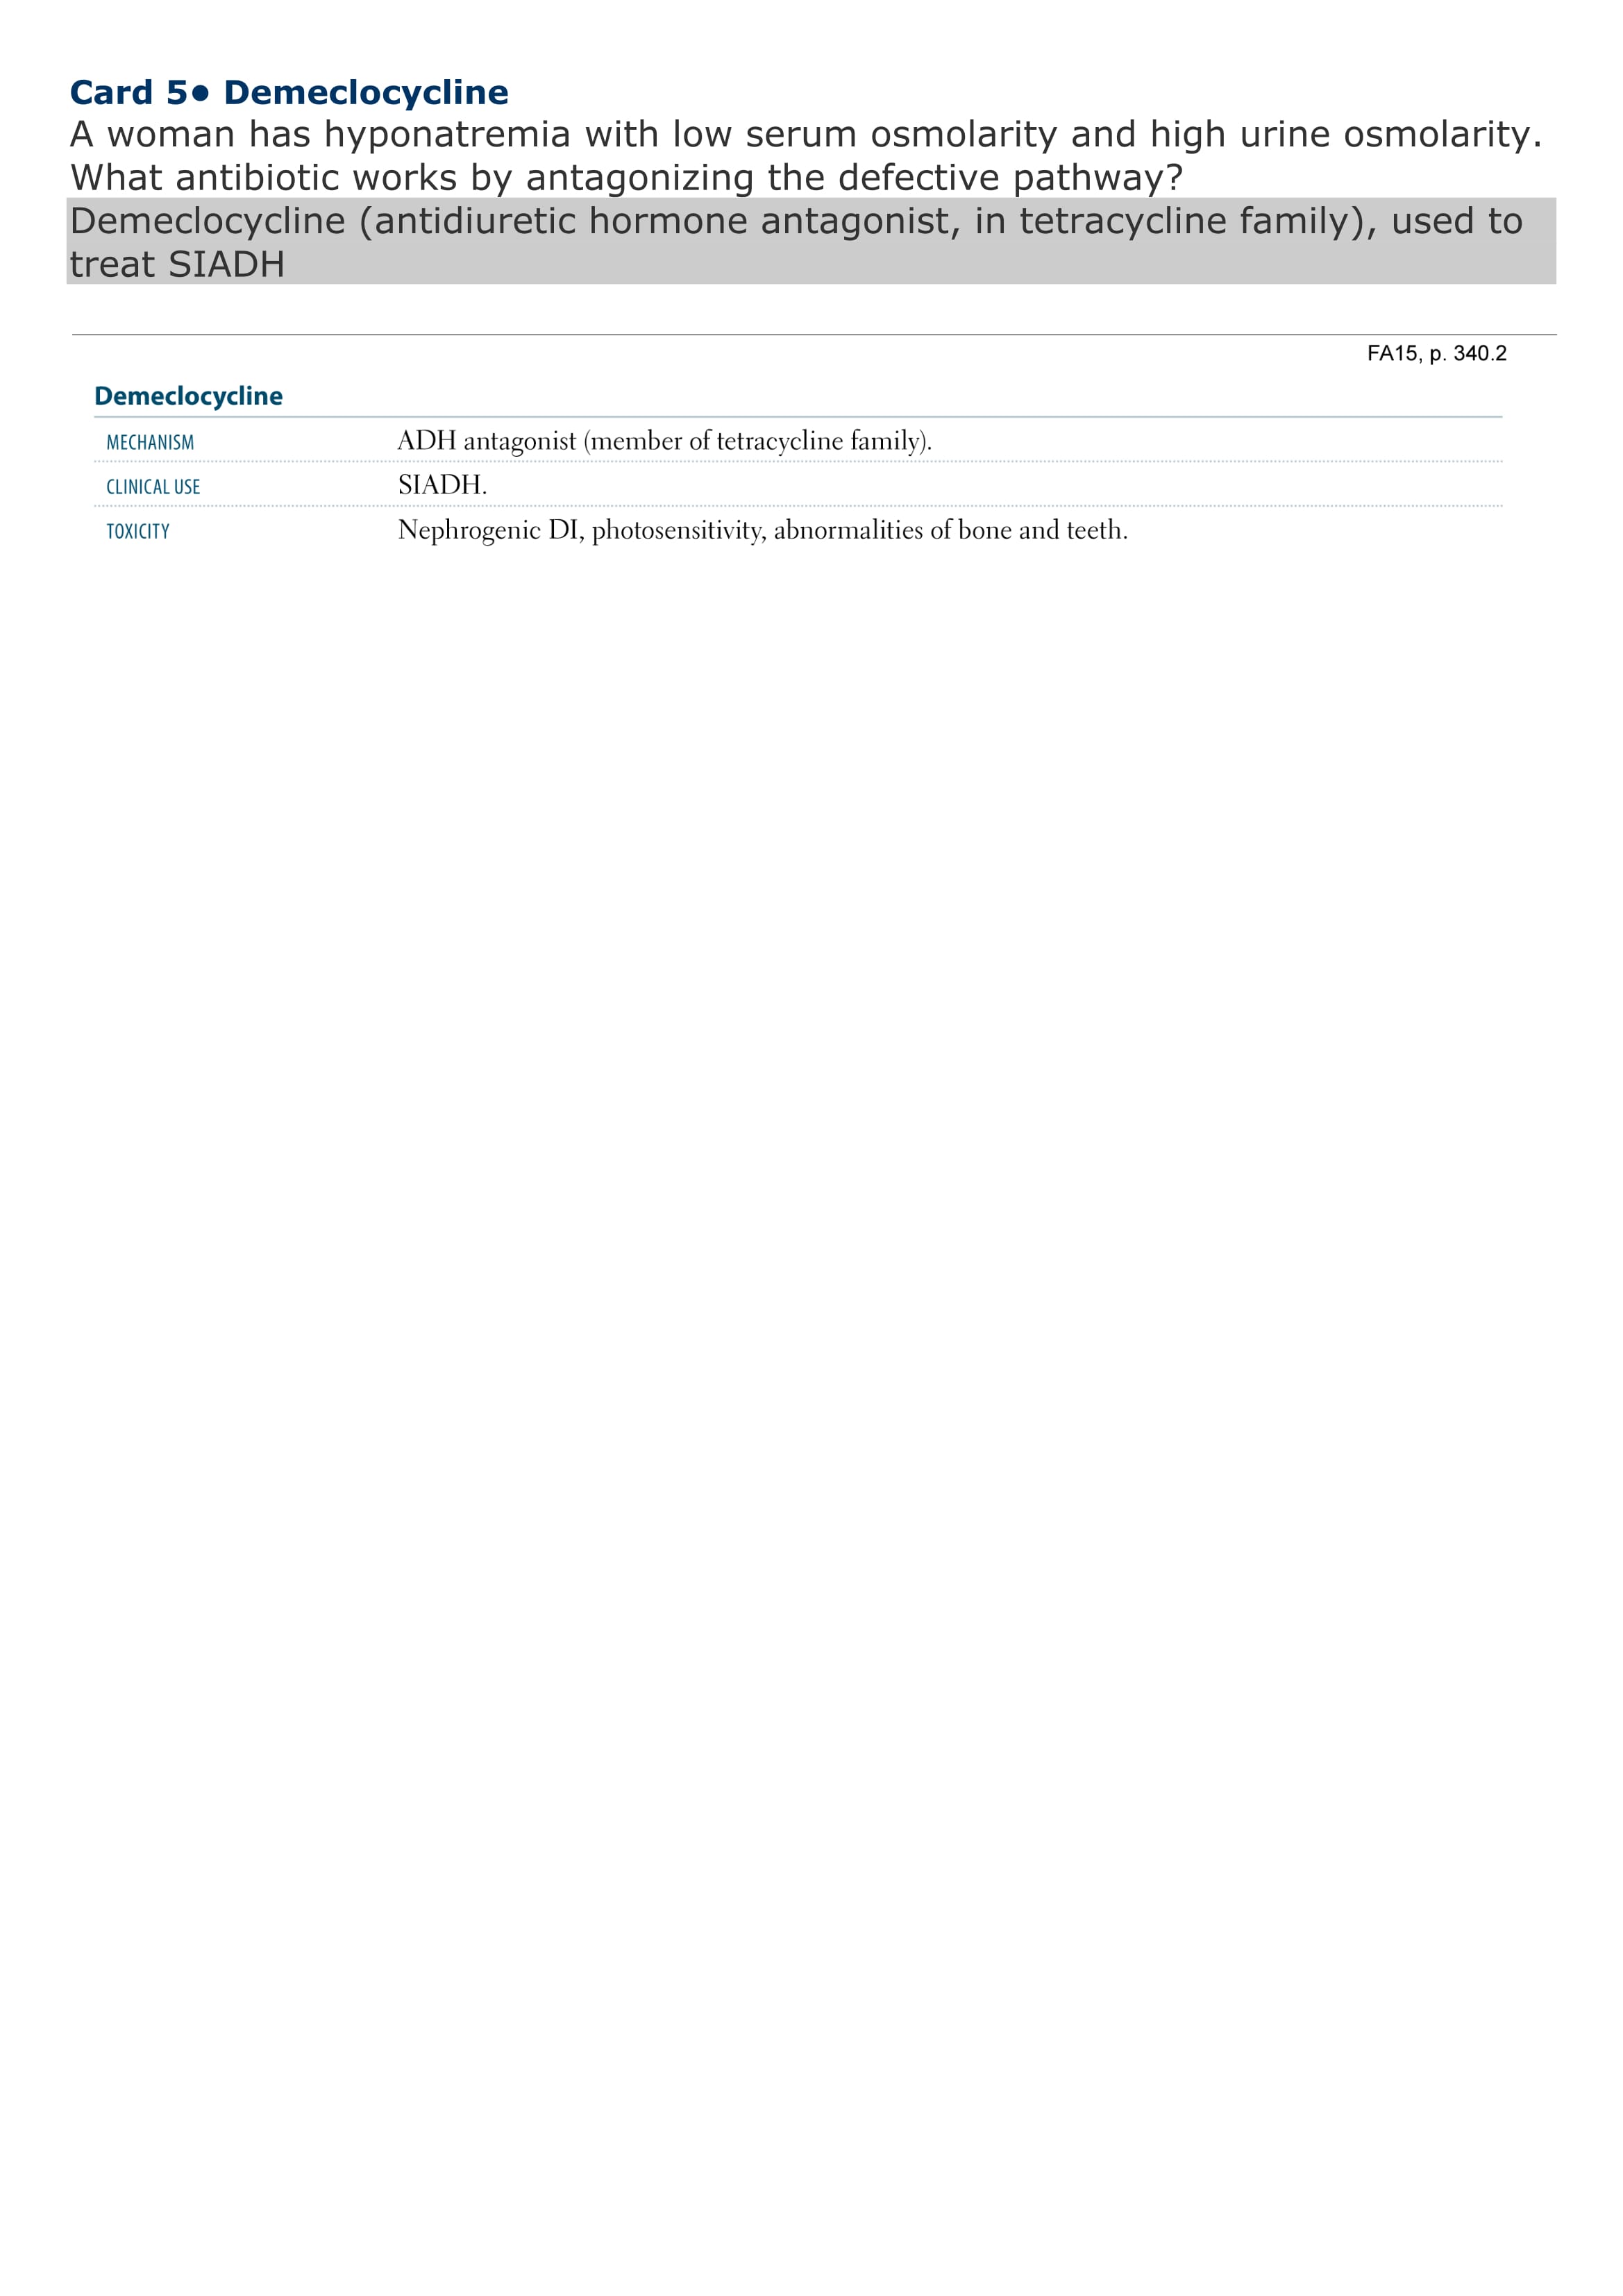 Card 5• Demeclocycline
A woman has hyponatremia with low serum osmolarity and high urine osmolarity.
What antibiotic works by antagonizing the defective pathway?
Demeclocycline (antidiuretic hormone antagonist, in tetracycline family), used to
treat SIADH
FA15, p. 340.2
Demeclocycline
MECHANISM ADH antagonist (member of tetracycline family).
CLINICAL USE SIADH.
TOXICITY Nephrogenic DI, photosensitivity, abnormalities of bone and teeth.